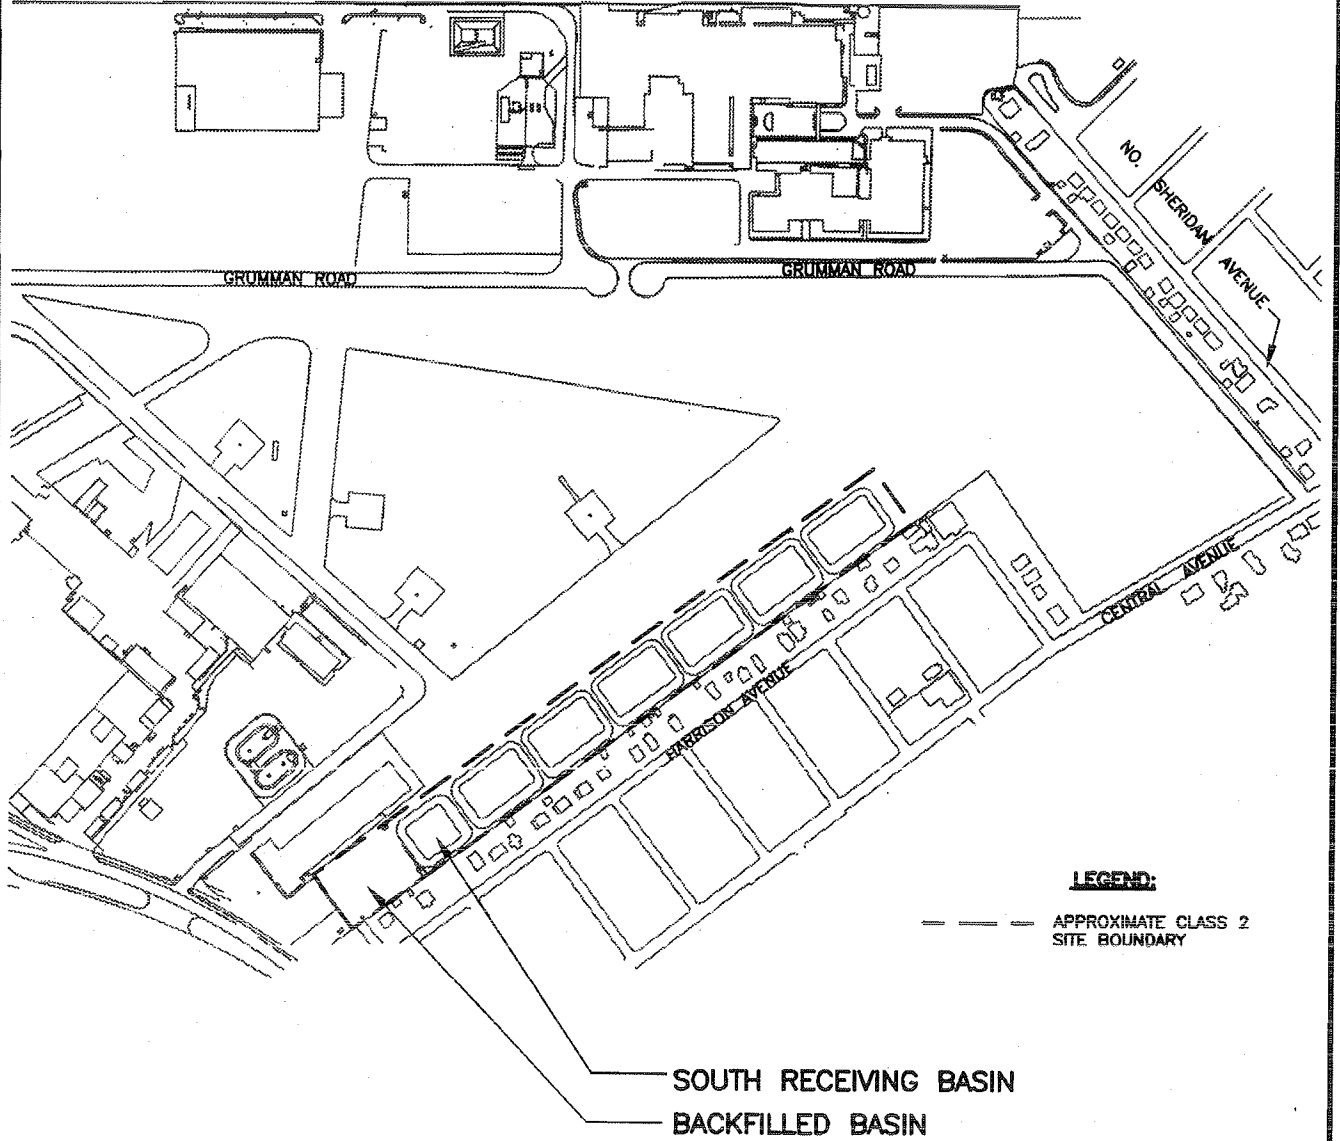 NO.
SHERIDAN
AVENUE
GRUMMAN ROAD
GRUMMAN ROAD
CENTRAL AVENUE
HARRISON AVENUE
LEGEND:
APPROXIMATE CLASS 2
SITE BOUNDARY
SOUTH RECEIVING BASIN
BACKFILLED BASIN